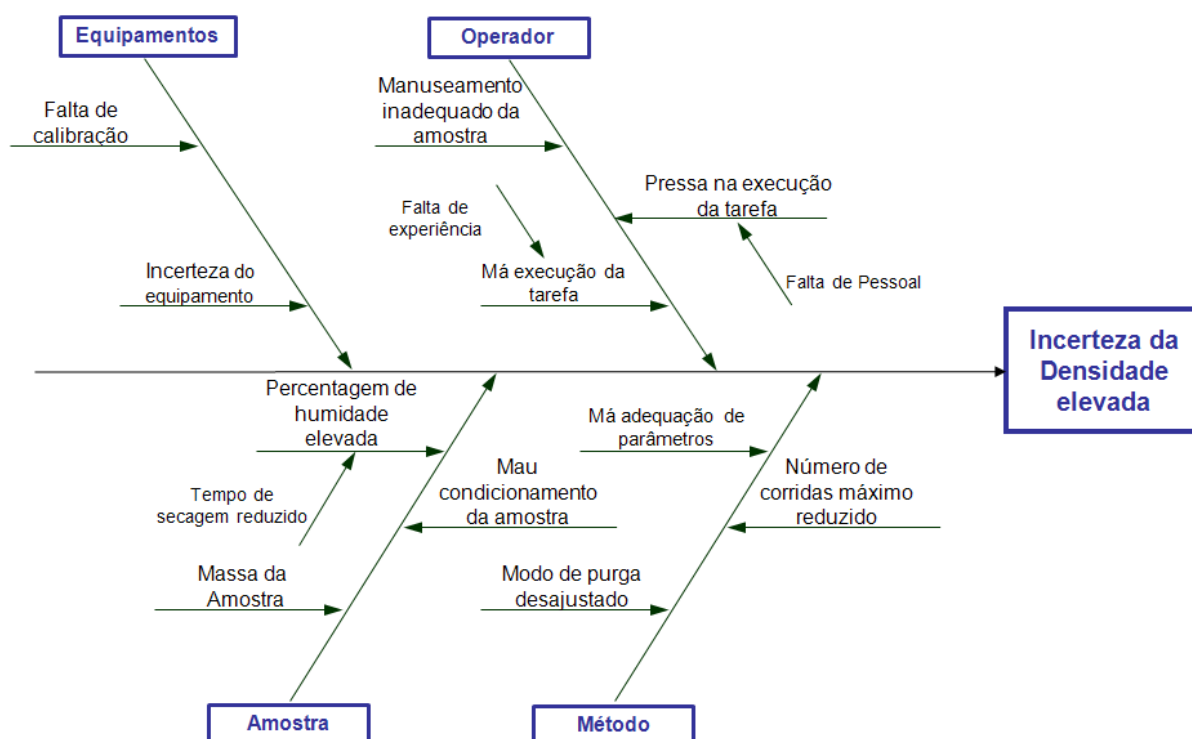 Equipamentos
Operador
Falta de
calibração
Manuseamento
inadequado da
amostra
Pressa na execução
da tarefa
Falta de
experiência
Incerteza do
equipamento
Má execução da
tarefa
Falta de Pessoal
Incerteza da
Densidade
elevada
Percentagem de
humidade
elevada
Má adequação de
parâmetros
Mau
condicionamento
da amostra
Número de
corridas máximo
reduzido
Tempo de
secagem reduzido
Massa da
Amostra
Modo de purga
desajustado
Amostra
Método